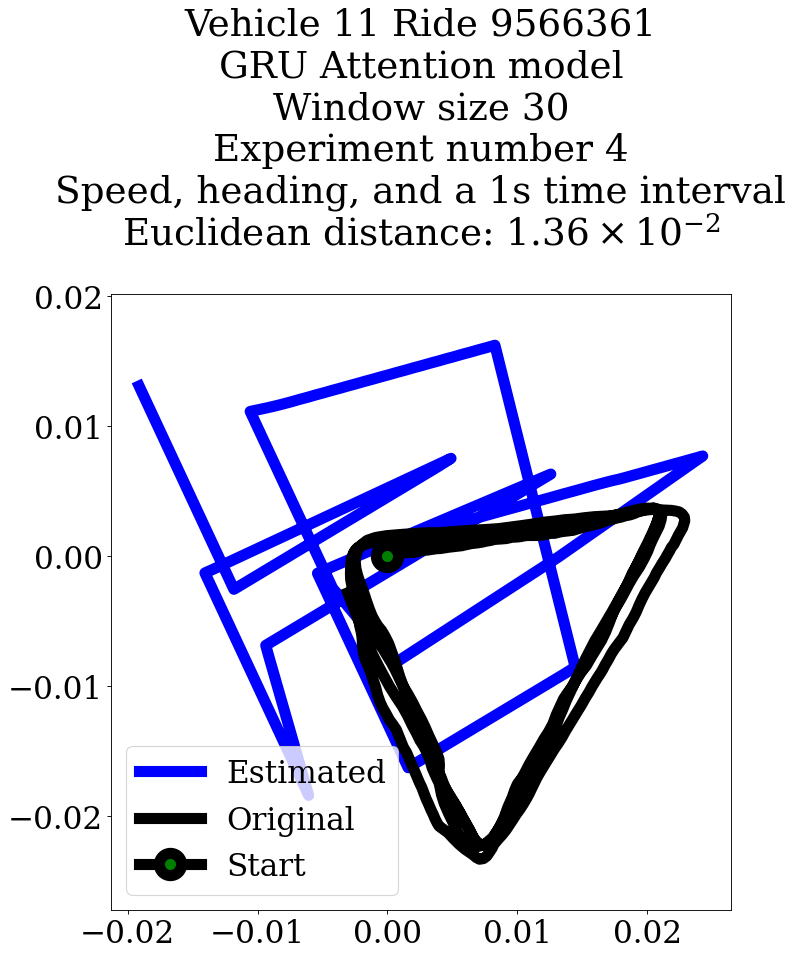 Vehicle 11 Ride 9566361
GRU Attention model
Window size 30
Experiment number 4
Speed, heading, and a 1s time interval
Euclidean distance: 1.36 × 10⁻²
0.02
0.01
0.00
−0.01
−0.02
Estimated
Original
Start
−0.02 −0.01 0.00 0.01 0.02